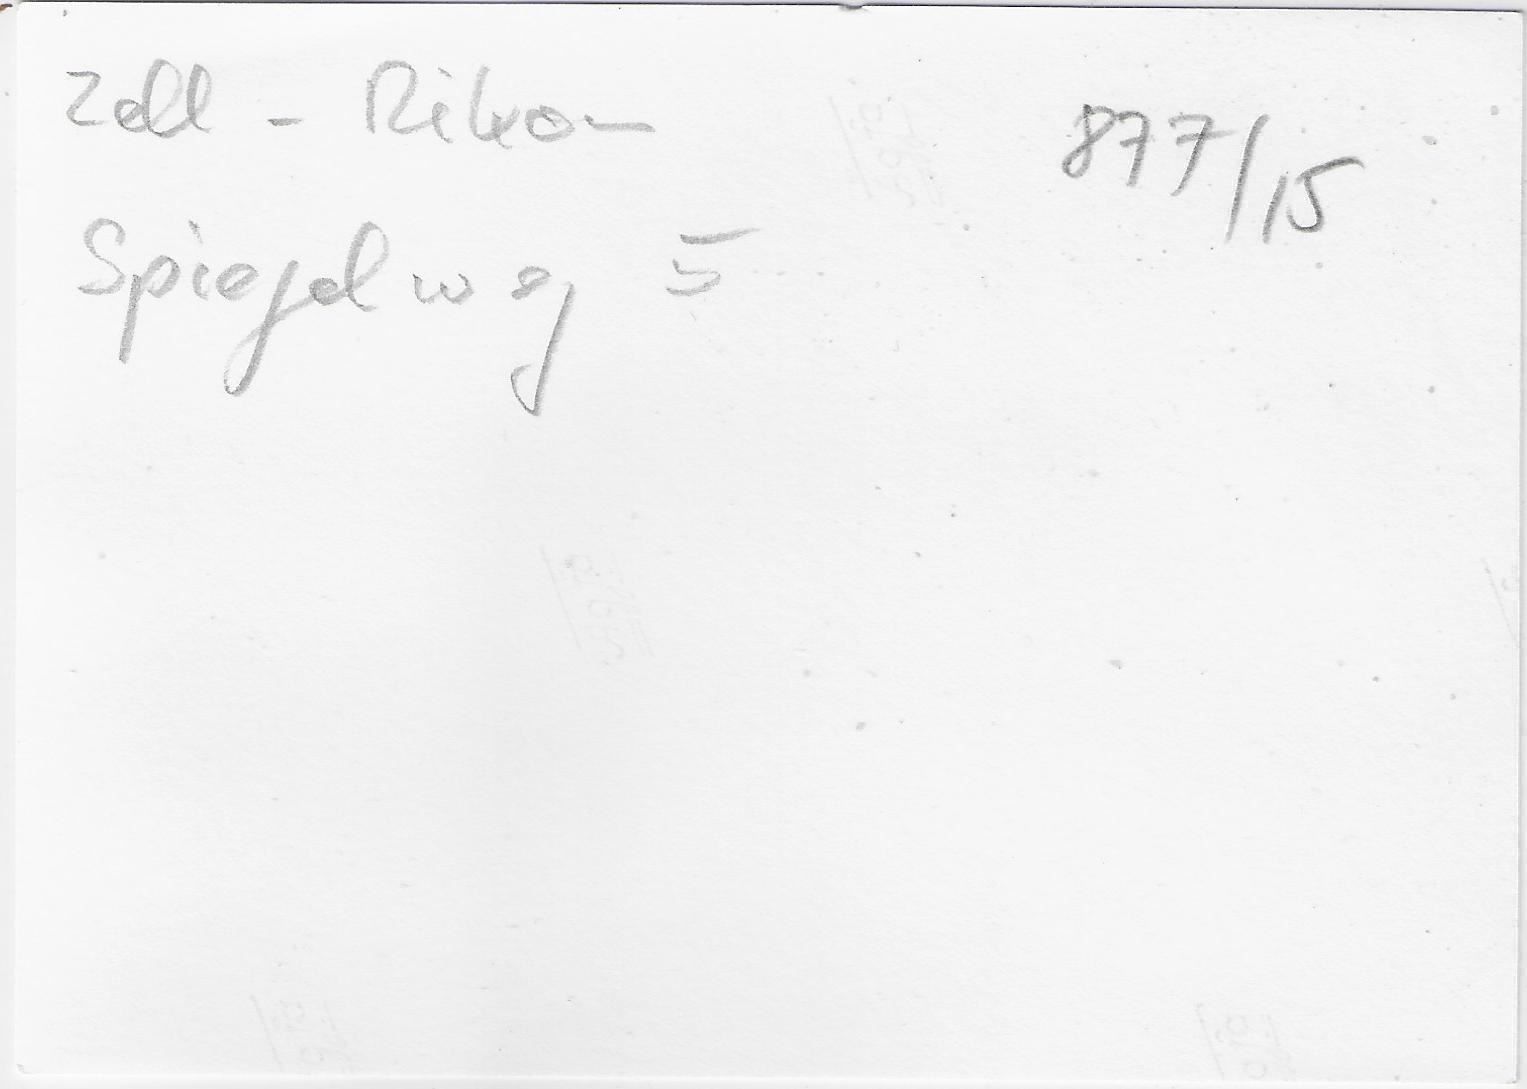 Zell - Rikon
877/15
Spiegelweg 5